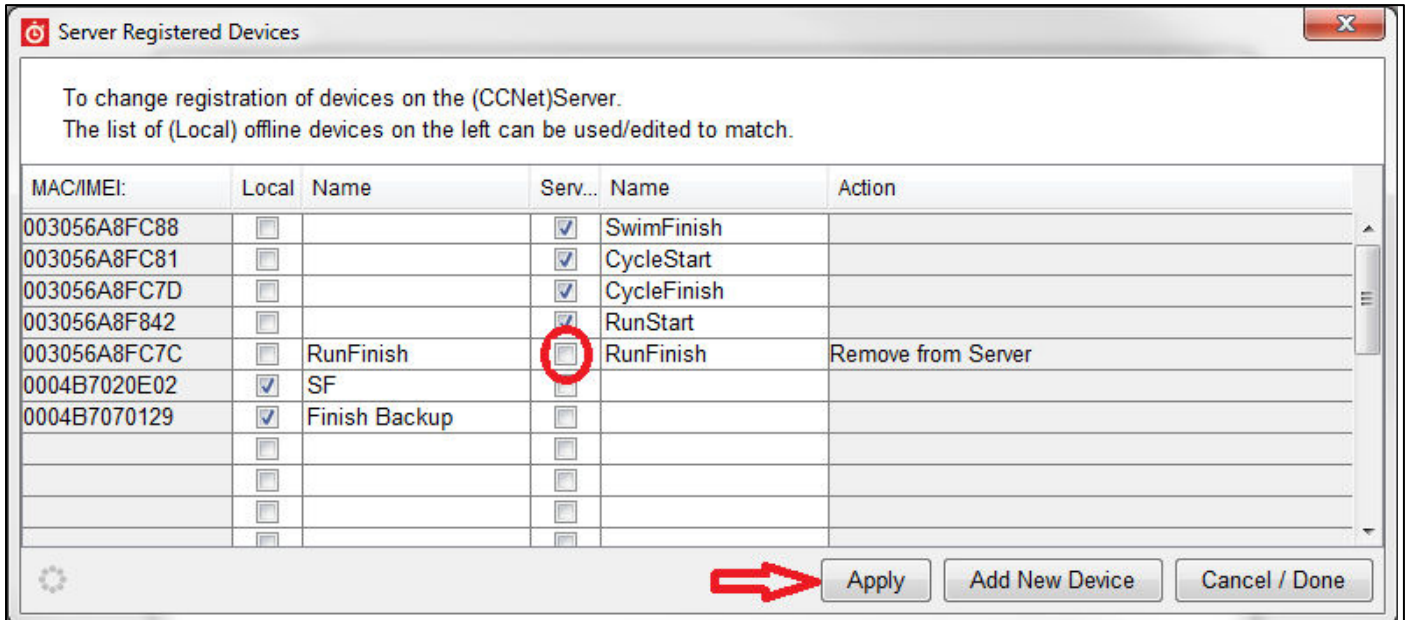 Server Registered Devices
To change registration of devices on the (CCNet)Server.
The list of (Local) offline devices on the left can be used/edited to match.
MAC/IMEI: Local Name Serv... Name Action
003056A8FC88 SwimFinish
003056A8FC81 CycleStart
003056A8FC7D CycleFinish
003056A8F842 RunStart
003056A8FC7C RunFinish RunFinish Remove from Server
0004B7020E02 SF
0004B7070129 Finish Backup
Apply Add New Device Cancel / Done